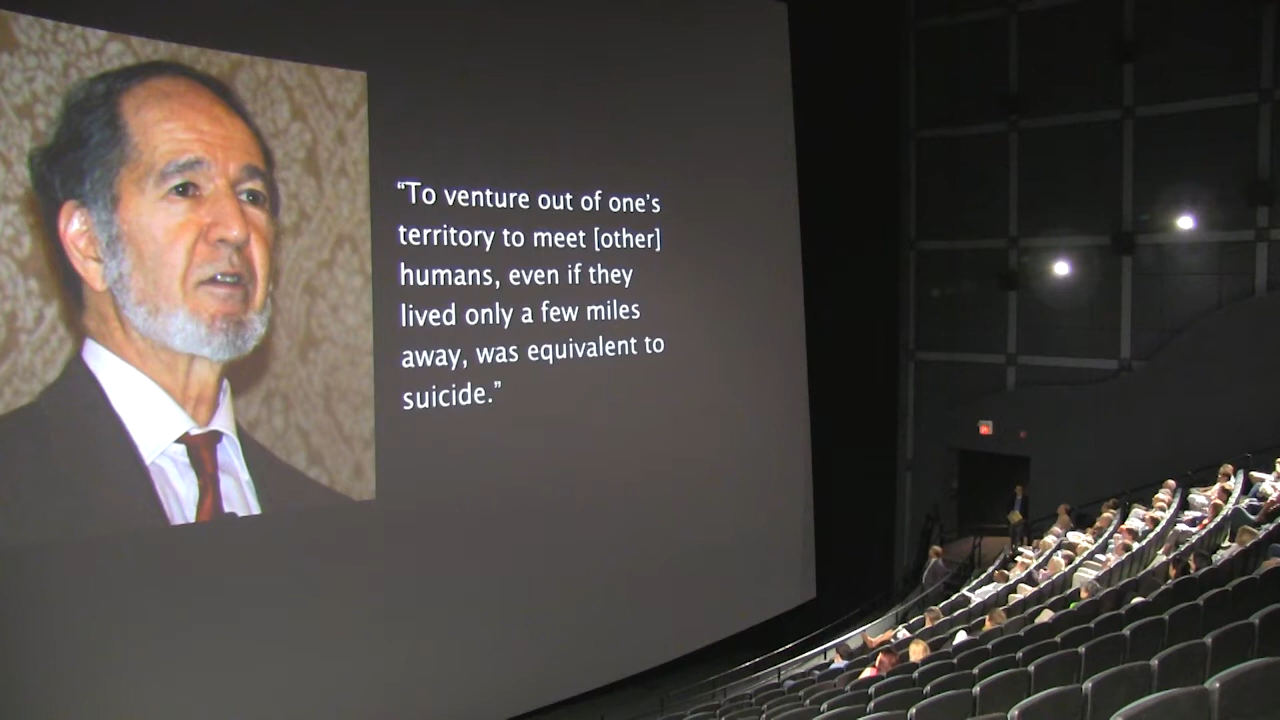 “To venture out of one’s
territory to meet [other]
humans, even if they
lived only a few miles
away, was equivalent to
suicide.”